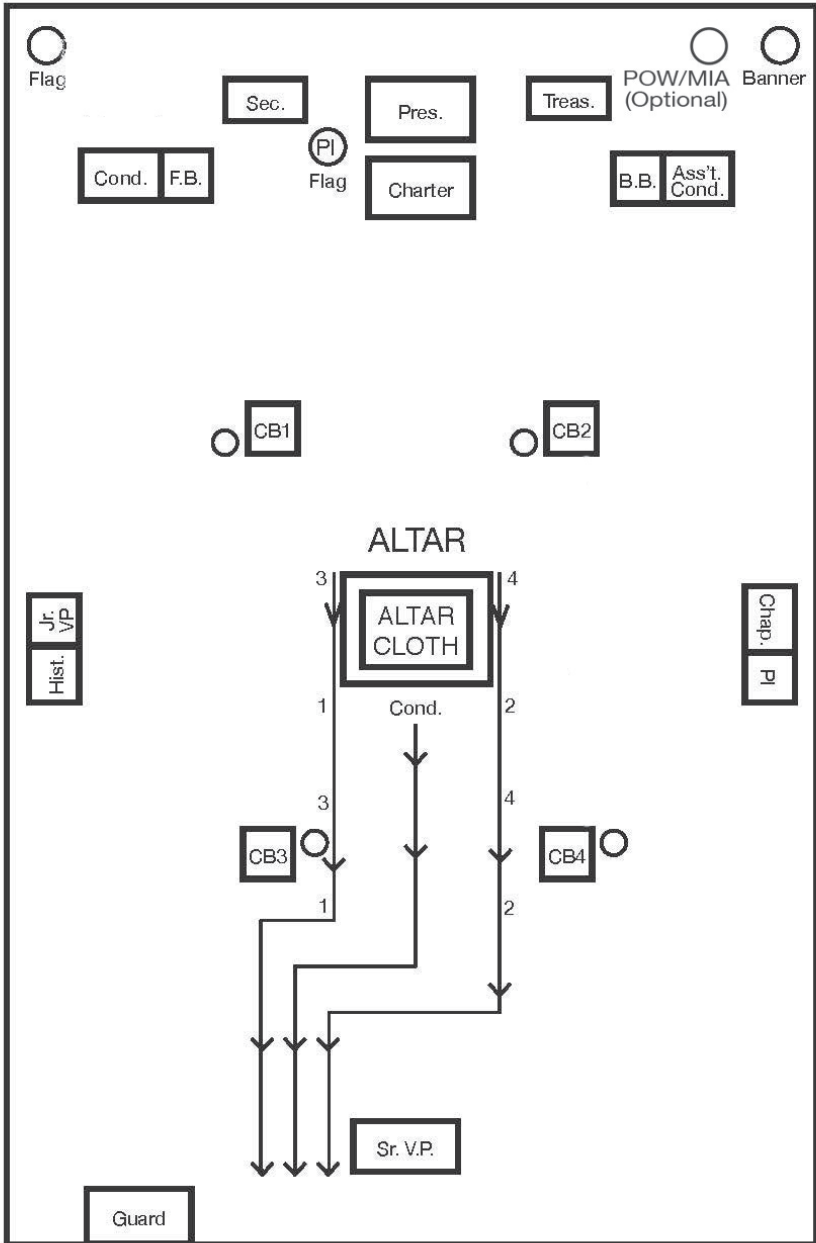 Flag
POW/MIA
(Optional)
Banner
Sec.
Pres.
Treas.
PI
Flag
Cond.
F.B.
Charter
B.B.
Ass't.
Cond.
CB1
CB2
ALTAR
3
4
ALTAR
CLOTH
Jr.
VP
Hist.
Chap.
PI
1
Cond.
2
3
4
CB3
CB4
1
2
Sr. V.P.
Guard